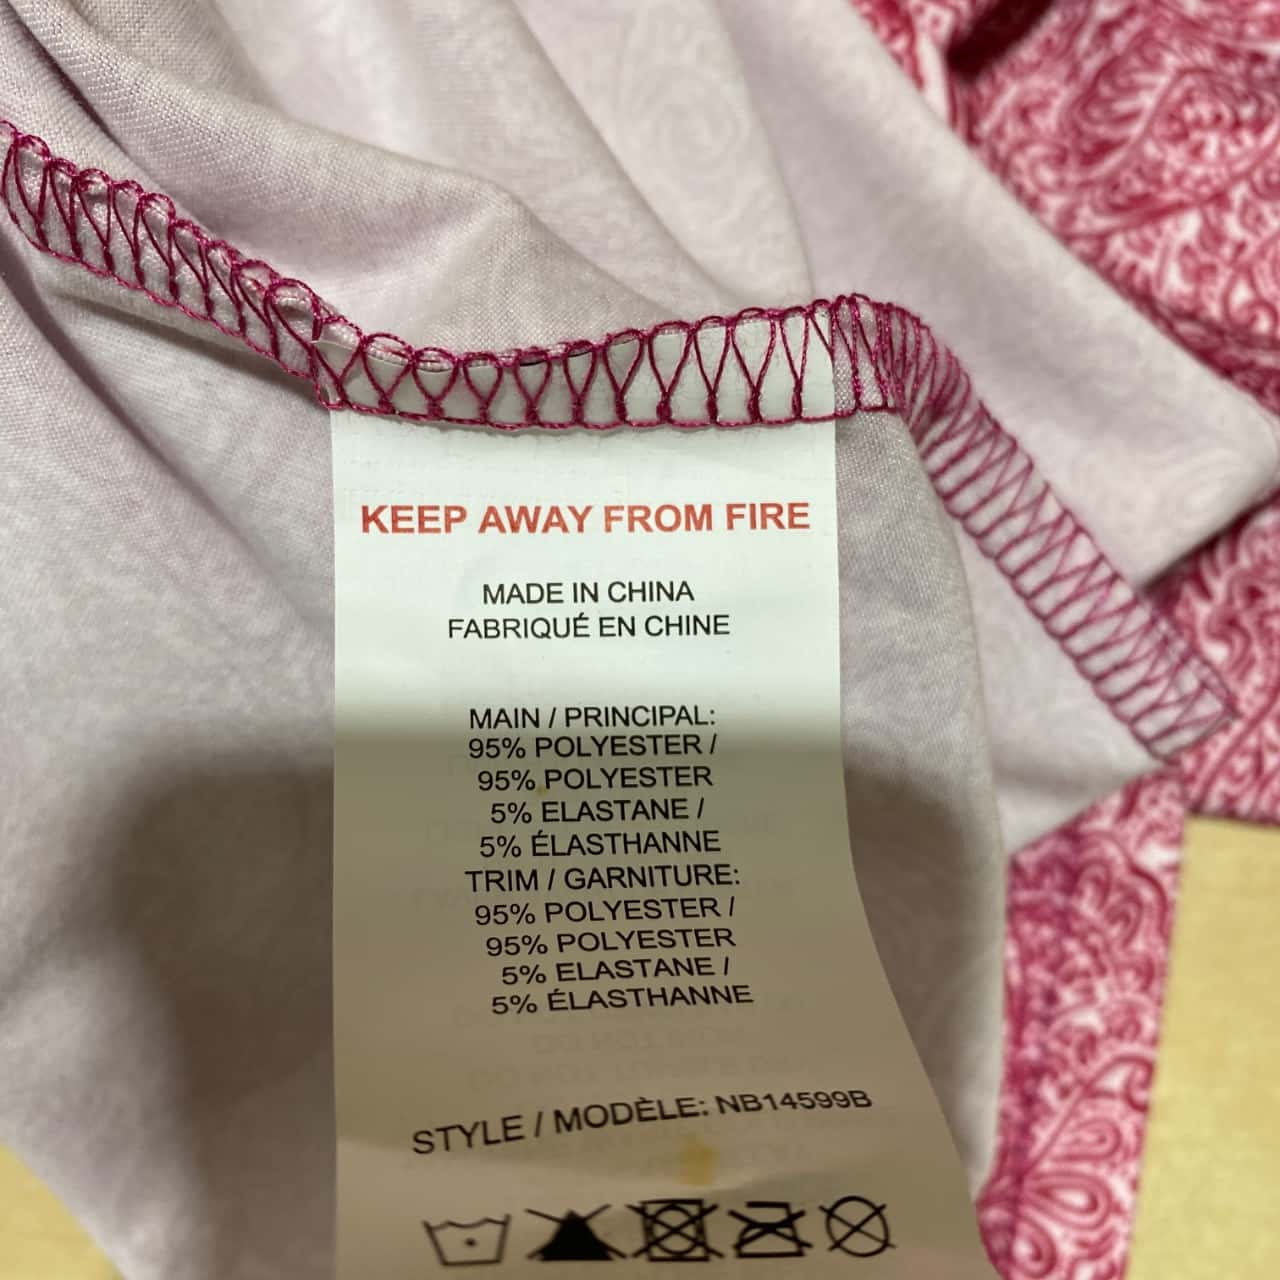 KEEP AWAY FROM FIRE
MADE IN CHINA
FABRIQUÉ EN CHINE
MAIN / PRINCIPAL:
95% POLYESTER /
95% POLYESTER
5% ELASTANE /
5% ÉLASTHANNE
TRIM / GARNITURE:
95% POLYESTER /
95% POLYESTER
5% ELASTANE /
5% ÉLASTHANNE
STYLE / MODÈLE: NB14599B